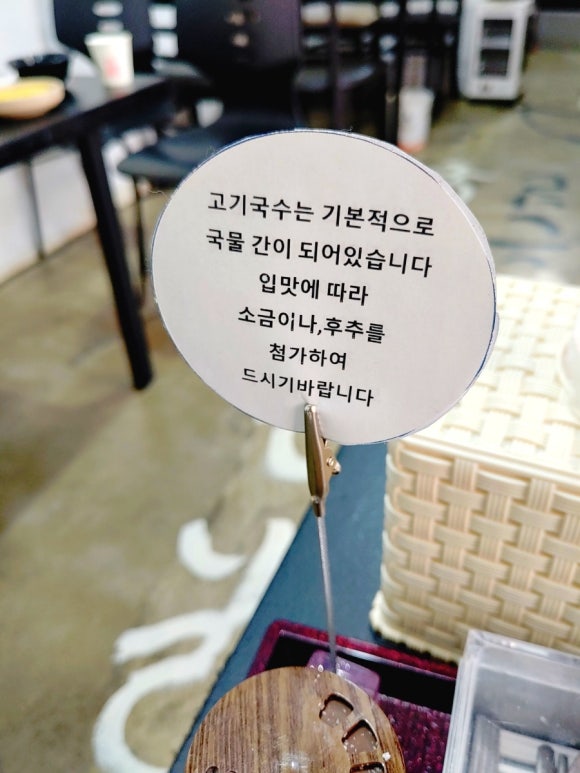 고기국수는 기본적으로
국물 간이 되어있습니다
입맛에 따라
소금이나,후추를
첨가하여
드시기바랍니다